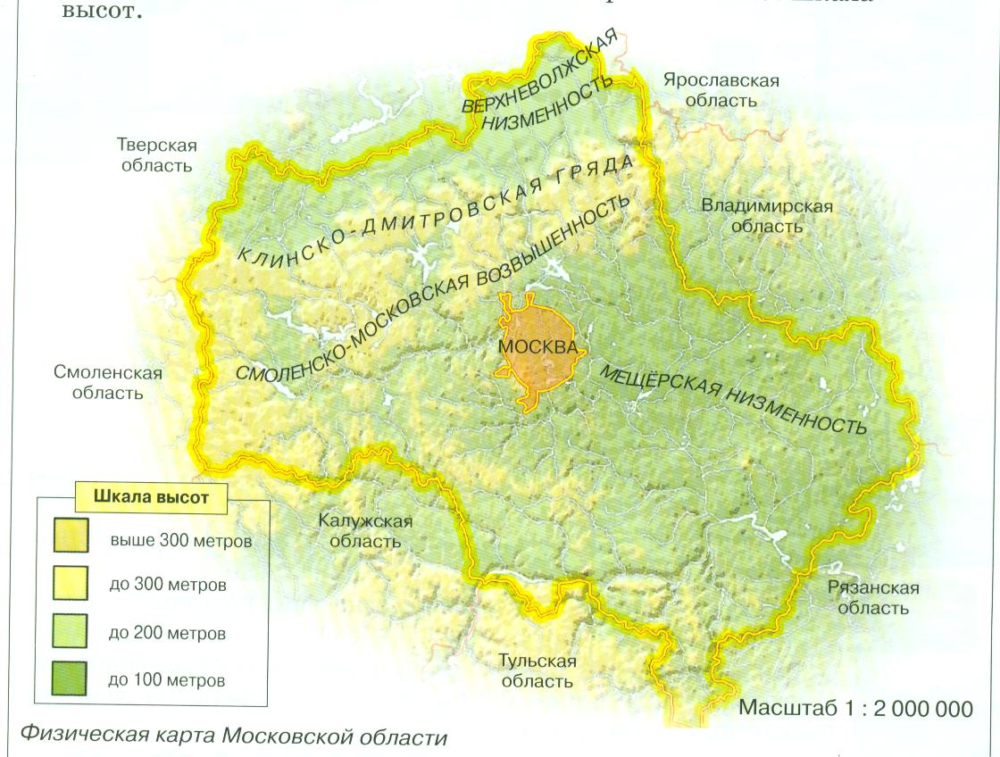 высот.
ВЕРХНЕВОЛЖСКАЯ
НИЗМЕННОСТЬ
Ярославская
область
Тверская
область
КЛИНСКО-ДМИТРОВСКАЯ ГРЯДА
Владимирская
область
СМОЛЕНСКО-МОСКОВСКАЯ ВОЗВЫШЕННОСТЬ
МОСКВА
Смоленская
область
МЕЩЁРСКАЯ НИЗМЕННОСТЬ
Шкала высот
выше 300 метров
до 300 метров
до 200 метров
до 100 метров
Калужская
область
Рязанская
область
Тульская
область
Масштаб 1 : 2 000 000
Физическая карта Московской области